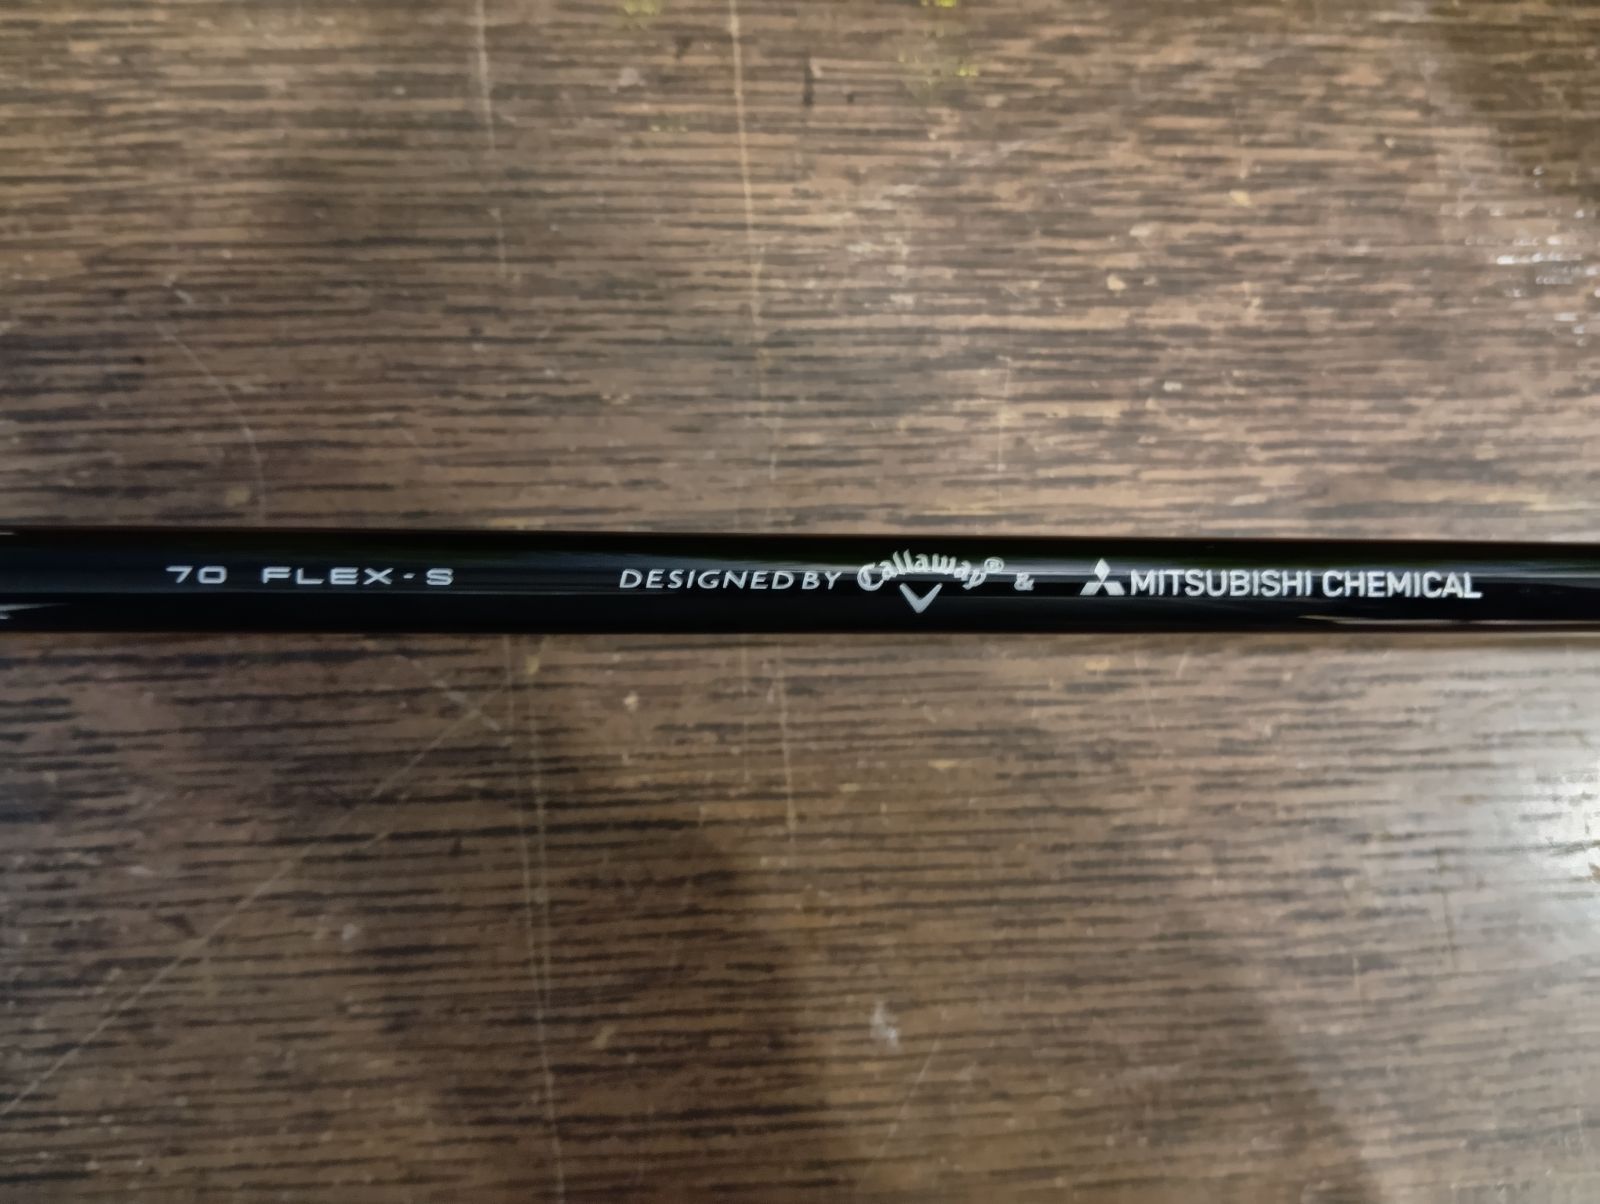 70 FLEX-S DESIGNED BY Callaway® & MITSUBISHI CHEMICAL